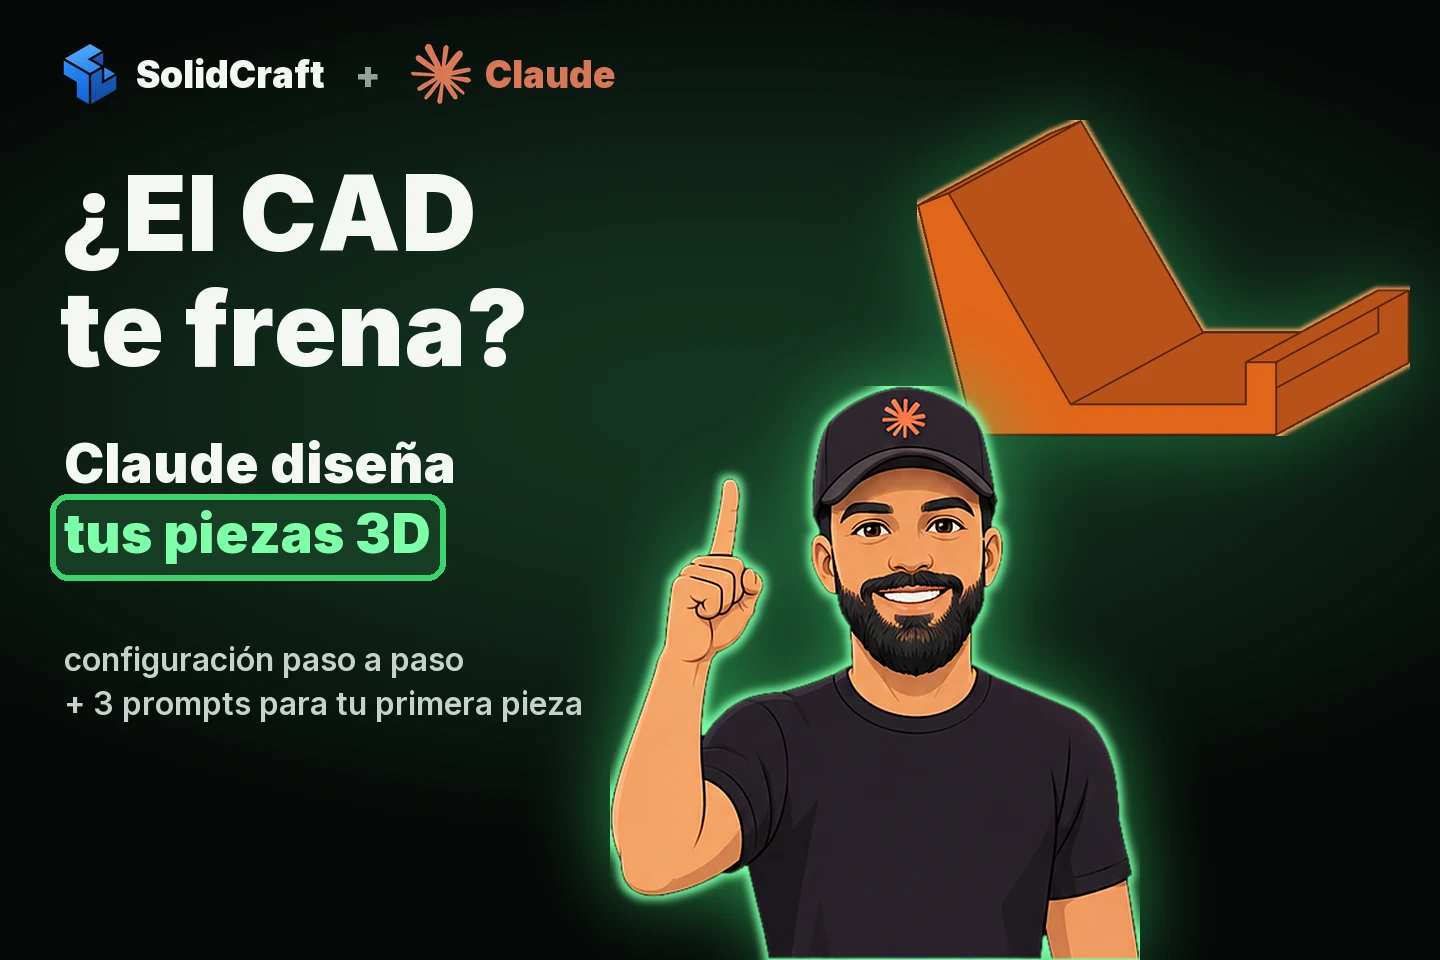 SolidCraft + Claude
¿El CAD
te frena?
Claude diseña
tus piezas 3D
configuración paso a paso
+ 3 prompts para tu primera pieza